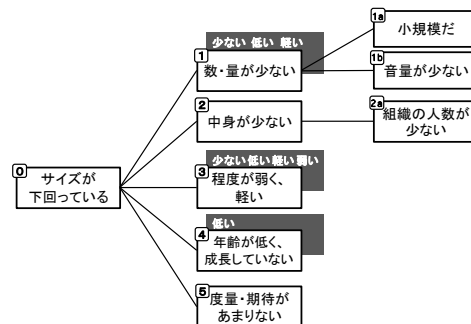 0
サイズが
下回っている
少ない 低い 軽い
1
数・量が少ない
1a
小規模だ
1b
音量が少ない
2
中身が少ない
2a
組織の人数が
少ない
少ない 低い 軽い 弱い
3
程度が弱く、
軽い
低い
4
年齢が低く、
成長していない
5
度量・期待が
あまりない